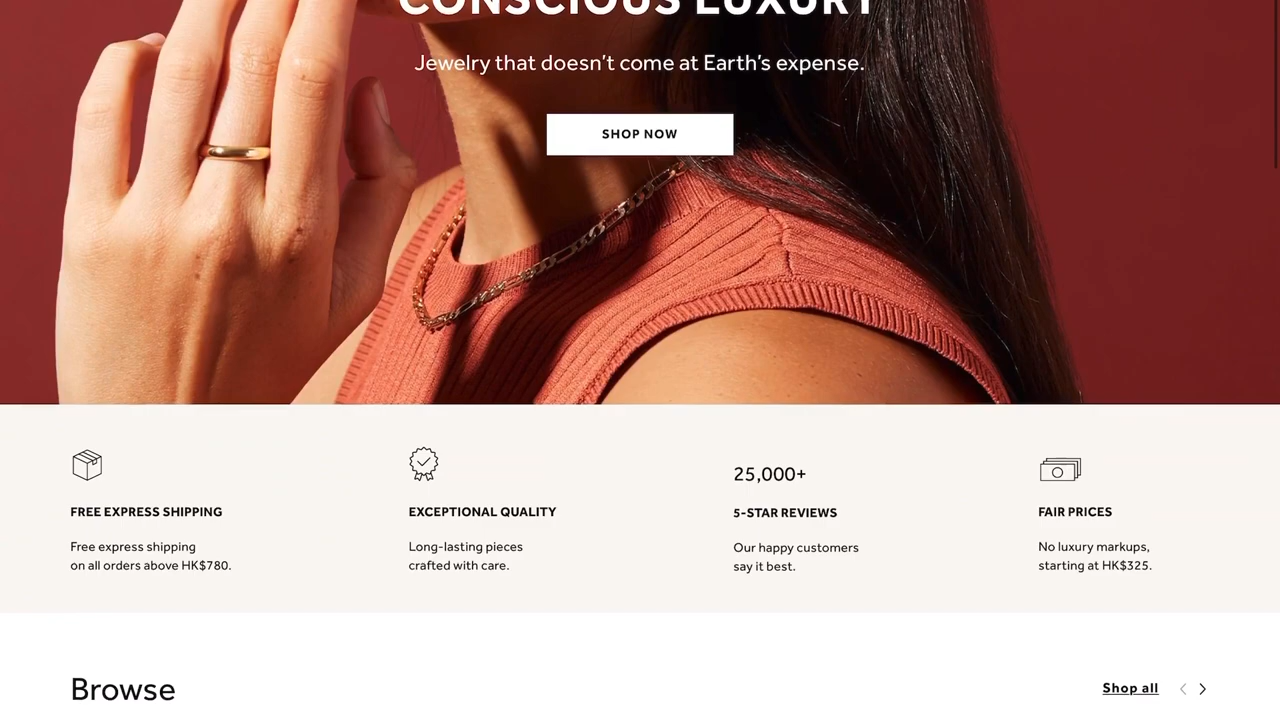 CONSCIOUS LUXURY
Jewelry that doesn't come at Earth's expense.
SHOP NOW
FREE EXPRESS SHIPPING
Free express shipping
on all orders above HK$780.
EXCEPTIONAL QUALITY
Long-lasting pieces
crafted with care.
25,000+
5-STAR REVIEWS
Our happy customers
say it best.
FAIR PRICES
No luxury markups,
starting at HK$325.
Browse
Shop all